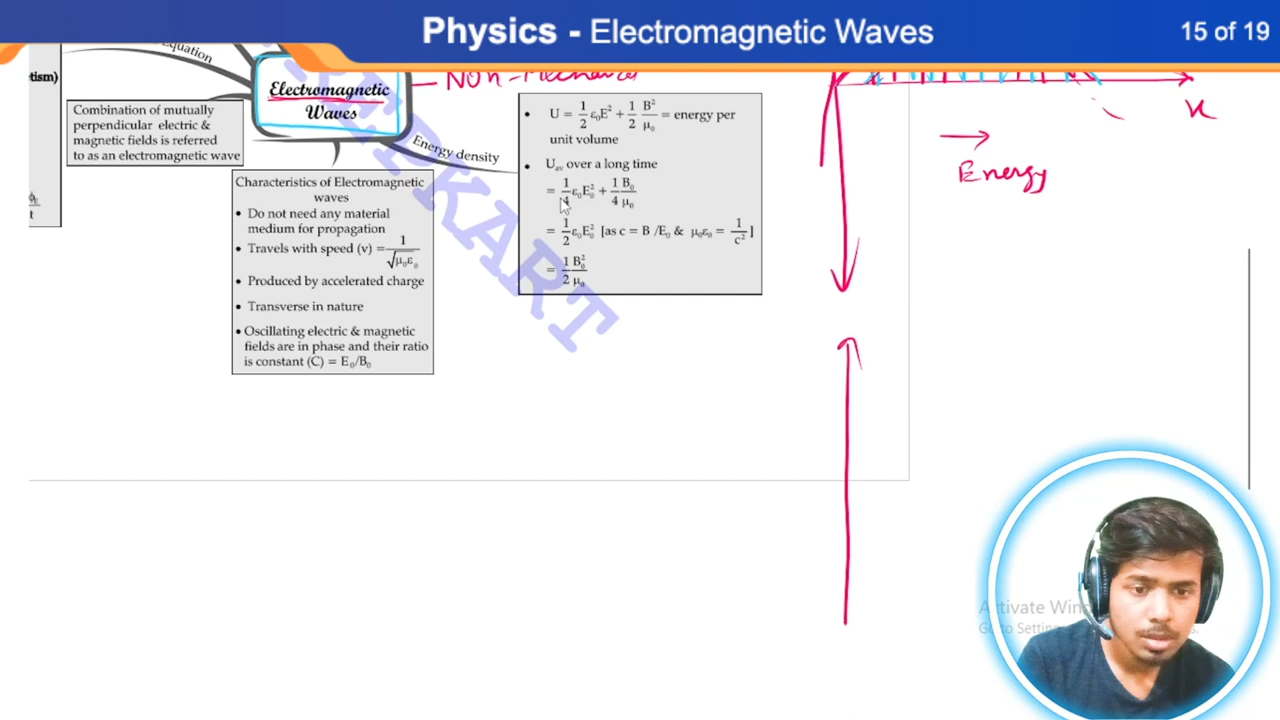 Physics - Electromagnetic Waves
15 of 19
Equation
tism)
Electromagnetic
Waves
Combination of mutually
perpendicular electric &
magnetic fields is referred
to as an electromagnetic wave
Energy density
• U = 1/2 ε₀E² + 1/2 B²/μ₀ = energy per
unit volume
• Uav over a long time
= 1/4 ε₀E₀² + 1/4 B₀/μ₀
= 1/2 ε₀E₀² [as c = B /E₀ & μ₀ε₀ = 1/c²]
= 1/2 B₀²/μ₀
Characteristics of Electromagnetic
waves
• Do not need any material
medium for propagation
• Travels with speed (v) = 1/√μ₀ε₀
• Produced by accelerated charge
• Transverse in nature
• Oscillating electric & magnetic
fields are in phase and their ratio
is constant (C) = E₀/B₀
x
Energy